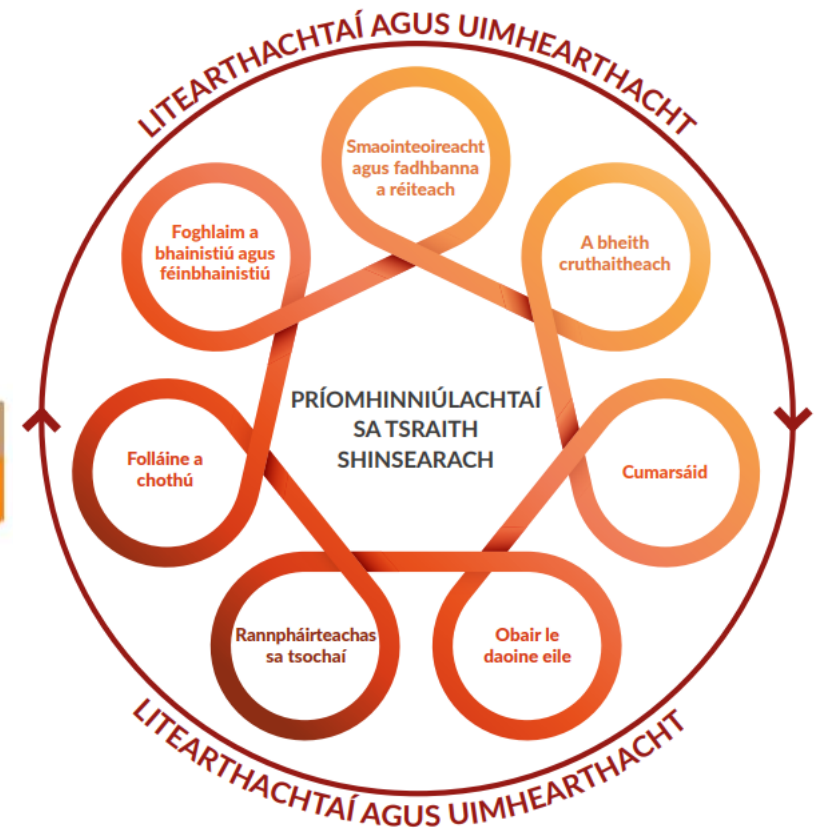 LITEARTHACHTAÍ AGUS UIMHEARTHACHT
Smaointeoireacht
agus fadhbanna
a réiteach
Foghlaim a
bhainistiú agus
féinbhainistiú
A bheith
cruthaitheach
PRÍOMHINNIÚLACHTAÍ
SA TSRAITH
SHINSEARACH
Folláine a
chothú
Cumarsáid
Rannpháirteachas
sa tsochaí
Obair le
daoine eile
LITEARTHACHTAÍ AGUS UIMHEARTHACHT